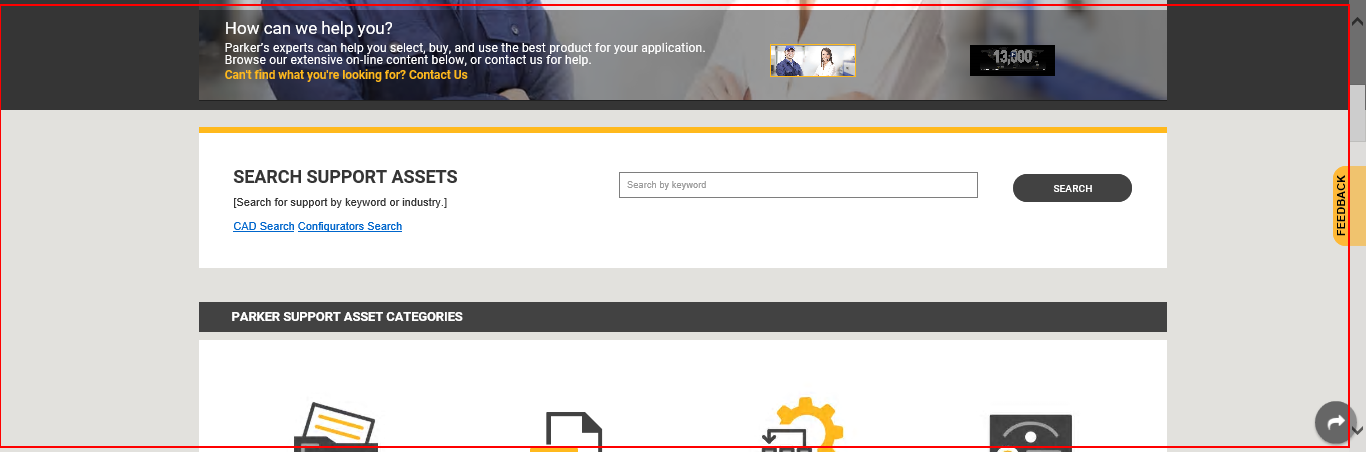 How can we help you?
Parker's experts can help you select, buy, and use the best product for your application.
Browse our extensive on-line content below, or contact us for help.
Can't find what you're looking for? Contact Us
13,000
SEARCH SUPPORT ASSETS
[Search for support by keyword or industry.]
CAD Search Configurators Search
Search by keyword
SEARCH
FEEDBACK
PARKER SUPPORT ASSET CATEGORIES